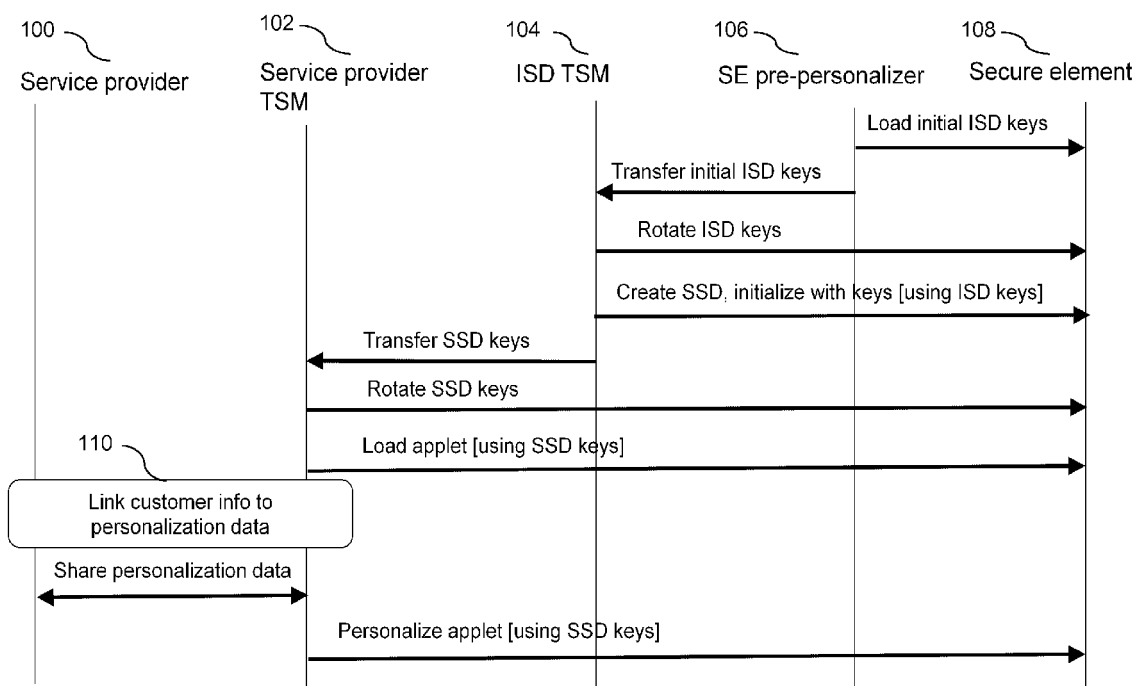 100
102
104
106
108
Service provider
Service provider
TSM
ISD TSM
SE pre-personalizer
Secure element
Load initial ISD keys
Transfer initial ISD keys
Rotate ISD keys
Create SSD, initialize with keys [using ISD keys]
Transfer SSD keys
Rotate SSD keys
Load applet [using SSD keys]
110
Link customer info to
personalization data
Share personalization data
Personalize applet [using SSD keys]